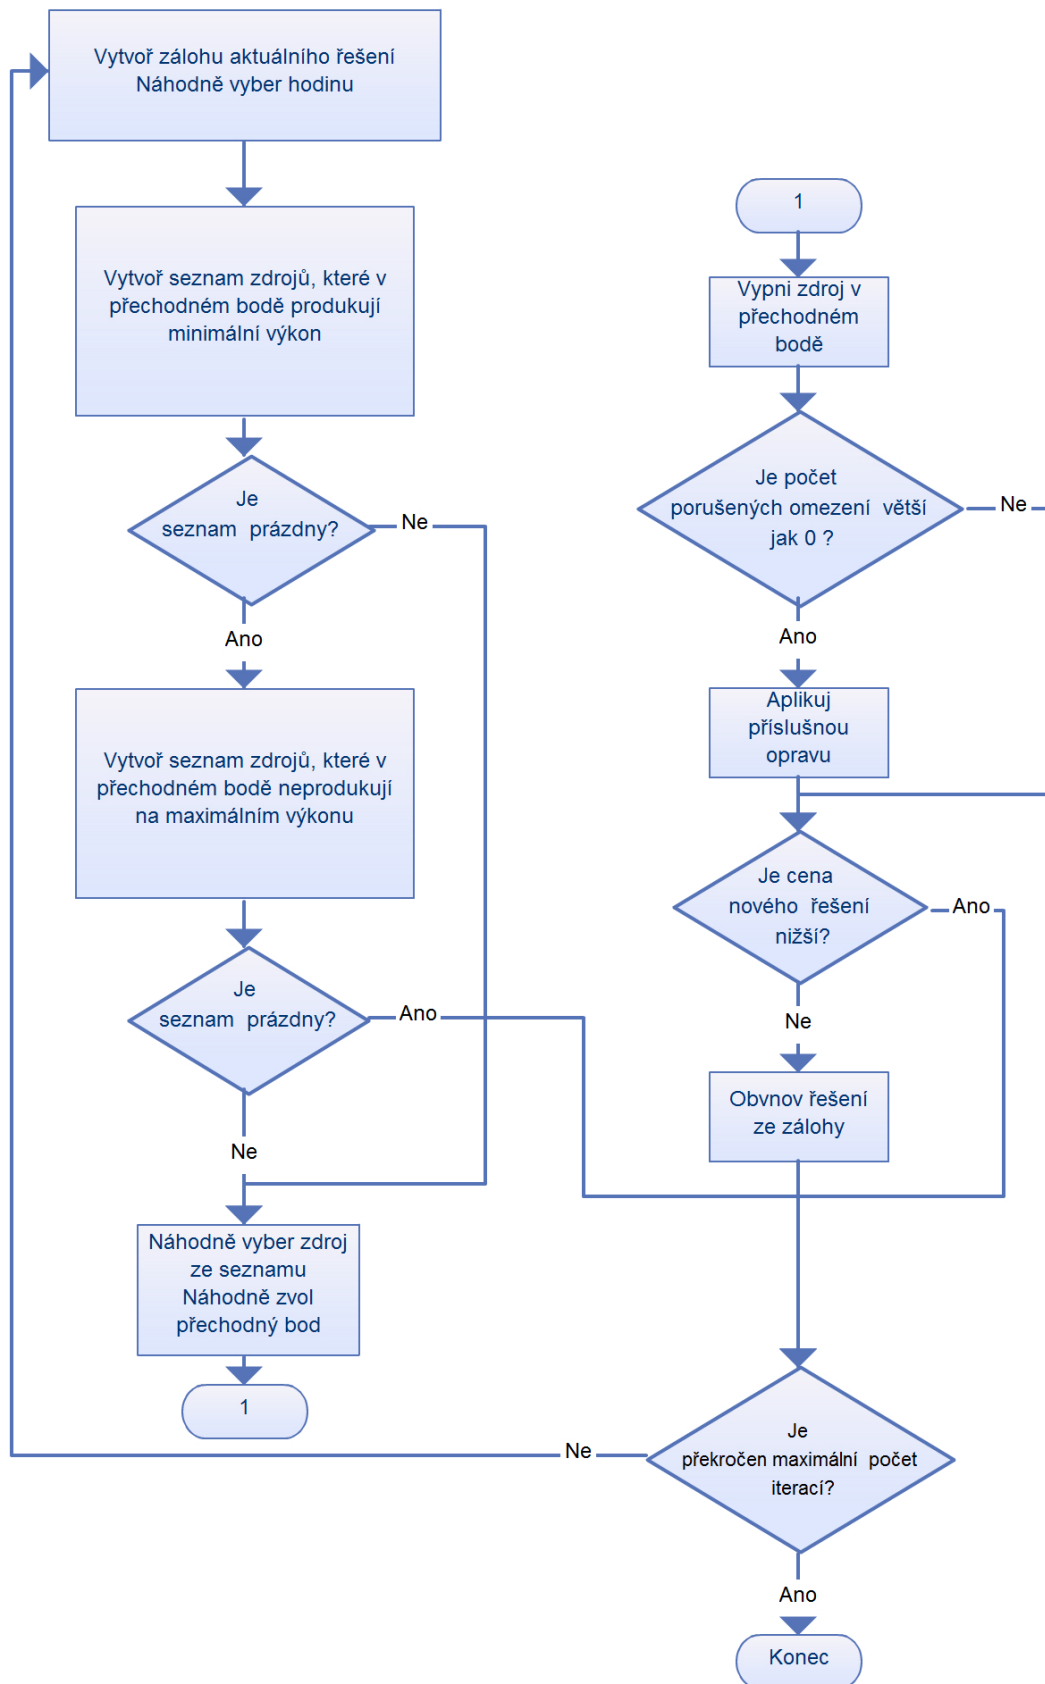 Vytvoř zálohu aktuálního řešení
Náhodně vyber hodinu
Vytvoř seznam zdrojů, které v
přechodném bodě produkují
minimální výkon
Je
seznam prázdny?
Ne
Ano
Vytvoř seznam zdrojů, které v
přechodném bodě neprodukují
na maximálním výkonu
Je
seznam prázdny?
Ano
Ne
Náhodně vyber zdroj
ze seznamu
Náhodně zvol
přechodný bod
1
1
Vypni zdroj v
přechodném
bodě
Je počet
porušených omezení větší
jak 0 ?
Ne
Ano
Aplikuj
příslušnou
opravu
Je cena
nového řešení
nižší?
Ano
Ne
Obvnov řešení
ze zálohy
Je
překročen maximální počet
iterací?
Ne
Ano
Konec